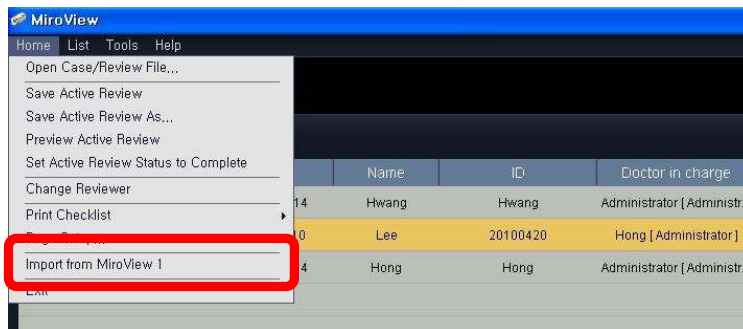 MiroView
Home List Tools Help
Open Case/Review File...
Save Active Review
Save Active Review As...
Preview Active Review
Set Active Review Status to Complete
Change Reviewer
Print Checklist
Import from MiroView 1
Exit
Name ID Doctor in charge
14 Hwang Hwang Administrator [ Administr
10 Lee 20100420 Hong [ Administrator ]
4 Hong Hong Administrator [ Administr